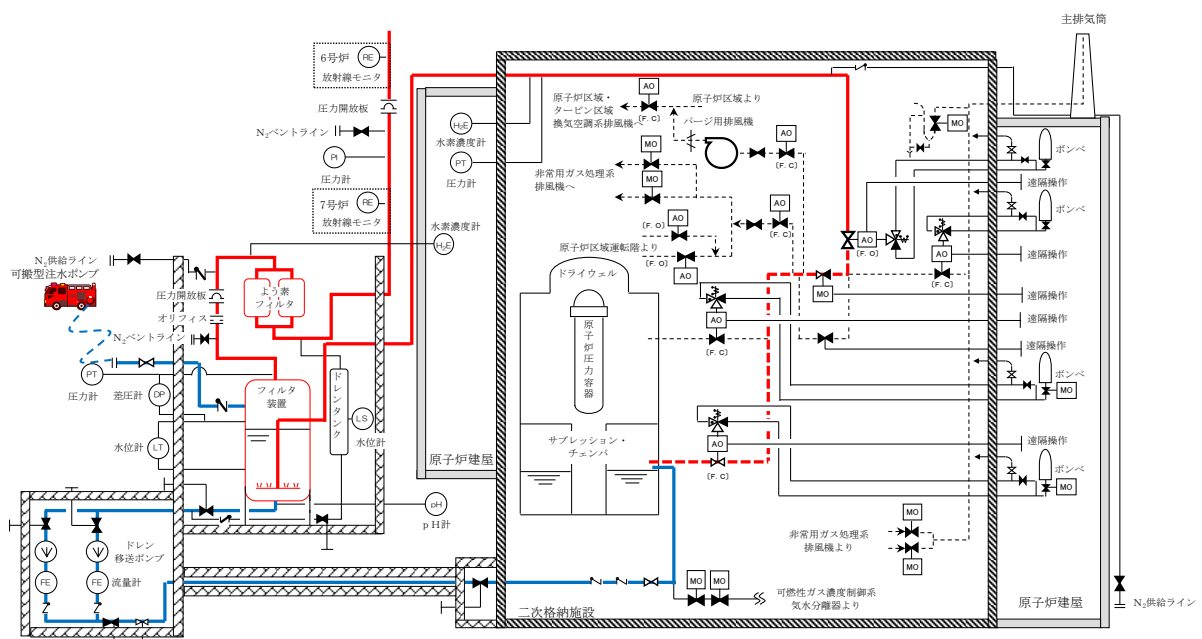 主排気筒
6号炉
RE
放射線モニタ
圧力開放板
N₂ベントライン
PI
圧力計
7号炉
RE
放射線モニタ
H₂E
水素濃度計
PT
圧力計
水素濃度計
H₂E
原子炉区域・
タービン区域
換気空調系排風機へ
AO
(F. C)
原子炉区域より
パージ用排風機
AO
(F. C)
MO
非常用ガス処理系
排風機へ
MO
AO
(F. O)
AO
(F. C)
原子炉区域運転階より
(F. O)
AO
MO
AO
(F. O)
AO
(F. C)
MO
ボンベ
遠隔操作
ボンベ
遠隔操作
遠隔操作
遠隔操作
遠隔操作
ボンベ
MO
遠隔操作
ボンベ
MO
N₂供給ライン
可搬型注水ポンプ
圧力開放板
オリフィス
N₂ベントライン
よう素
フィルタ
PT
圧力計
差圧計
DP
水位計
LT
フィルタ
装置
ドレンタンク
LS
水位計
pH
pH計
原子炉建屋
ドライウェル
原子炉圧力容器
サプレッション・
チェンバ
AO
(F. C)
AO
(F. C)
ドレン
移送ポンプ
FE
FE
流量計
MO
非常用ガス処理系
排風機より
MO
MO
MO
可燃性ガス濃度制御系
気水分離器より
二次格納施設
原子炉建屋
N₂供給ライン